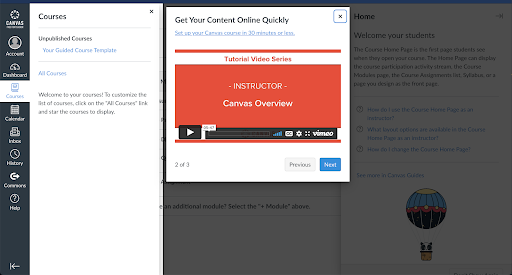 CANVAS
Account
Dashboard
Courses
Calendar
Inbox
History
Commons
Help
Courses
Unpublished Courses
Your Guided Course Template
All Courses
Welcome to your courses! To customize the
list of courses, click on the "All Courses" link
and star the courses to display.
Get Your Content Online Quickly
Set up your Canvas course in 30 minutes or less.
Tutorial Video Series
- INSTRUCTOR -
Canvas Overview
vimeo
2 of 3
Previous
Next
an additional module? Select the "+ Module" above.
Home
Welcome your students
The Course Home Page is the first page students see
when they open your course. The Home Page can display
the course participation activity stream, the Course
Modules page, the Course Assignments list, Syllabus, or a
page you design as the front page.
How do I use the Course Home Page as an
instructor?
What layout options are available in the Course
Home Page as an instructor?
How do I change the Course Home Page?
See more in Canvas Guides